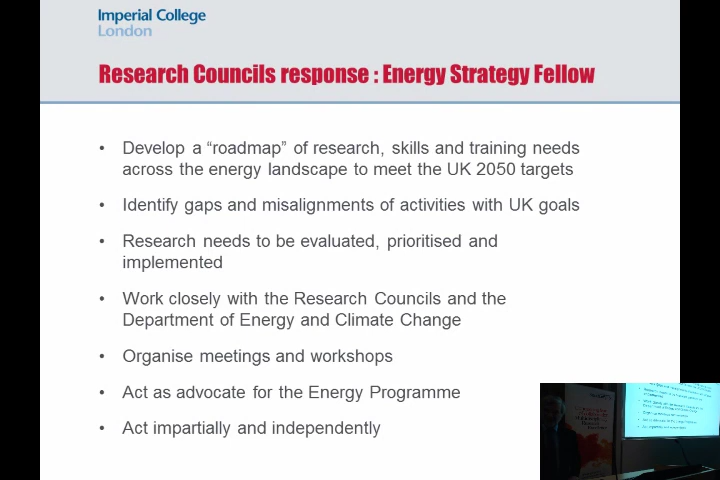 Imperial College
London
Research Councils response : Energy Strategy Fellow
• Develop a “roadmap” of research, skills and training needs
across the energy landscape to meet the UK 2050 targets
• Identify gaps and misalignments of activities with UK goals
• Research needs to be evaluated, prioritised and
implemented
• Work closely with the Research Councils and the
Department of Energy and Climate Change
• Organise meetings and workshops
• Act as advocate for the Energy Programme
• Act impartially and independently